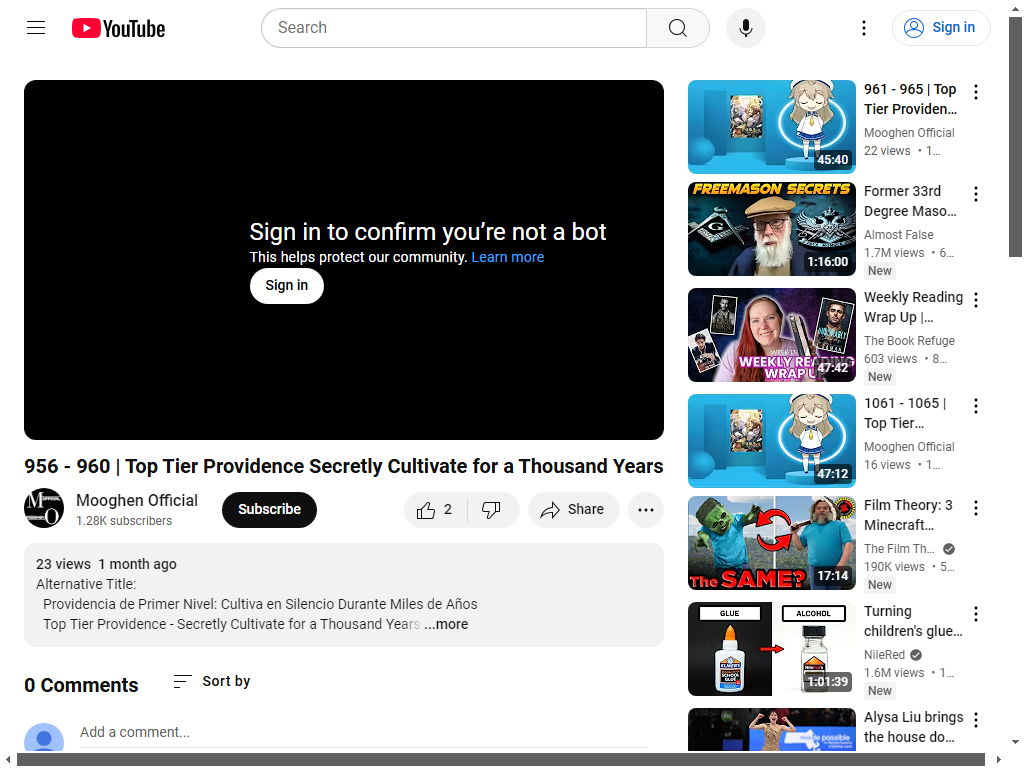 YouTube
Search
Sign in
Sign in to confirm you're not a bot
This helps protect our community. Learn more
Sign in
956 - 960 | Top Tier Providence Secretly Cultivate for a Thousand Years
Mooghen Official
1.28K subscribers
Subscribe
2
Share
23 views 1 month ago
Alternative Title:
Providencia de Primer Nivel: Cultiva en Silencio Durante Miles de Años
Top Tier Providence - Secretly Cultivate for a Thousand Years ...more
0 Comments
Sort by
Add a comment...
45:40
961 - 965 | Top
Tier Providen...
Mooghen Official
22 views • 1...
FREEMASON SECRETS
1:16:00
Former 33rd
Degree Maso...
Almost False
1.7M views • 6...
New
WEEKLY READING
WRAP UP
47:42
Weekly Reading
Wrap Up |...
The Book Refuge
603 views • 8...
New
47:12
1061 - 1065 |
Top Tier...
Mooghen Official
16 views • 1...
The SAME?
17:14
Film Theory: 3
Minecraft...
The Film Th...
190K views • 5...
New
GLUE
ALCOHOL
ELMER'S
SCHOOL
GLUE
1:01:39
Turning
children's glue...
NileRed
1.6M views • 1...
New
made possible
Alysa Liu brings
the house do...